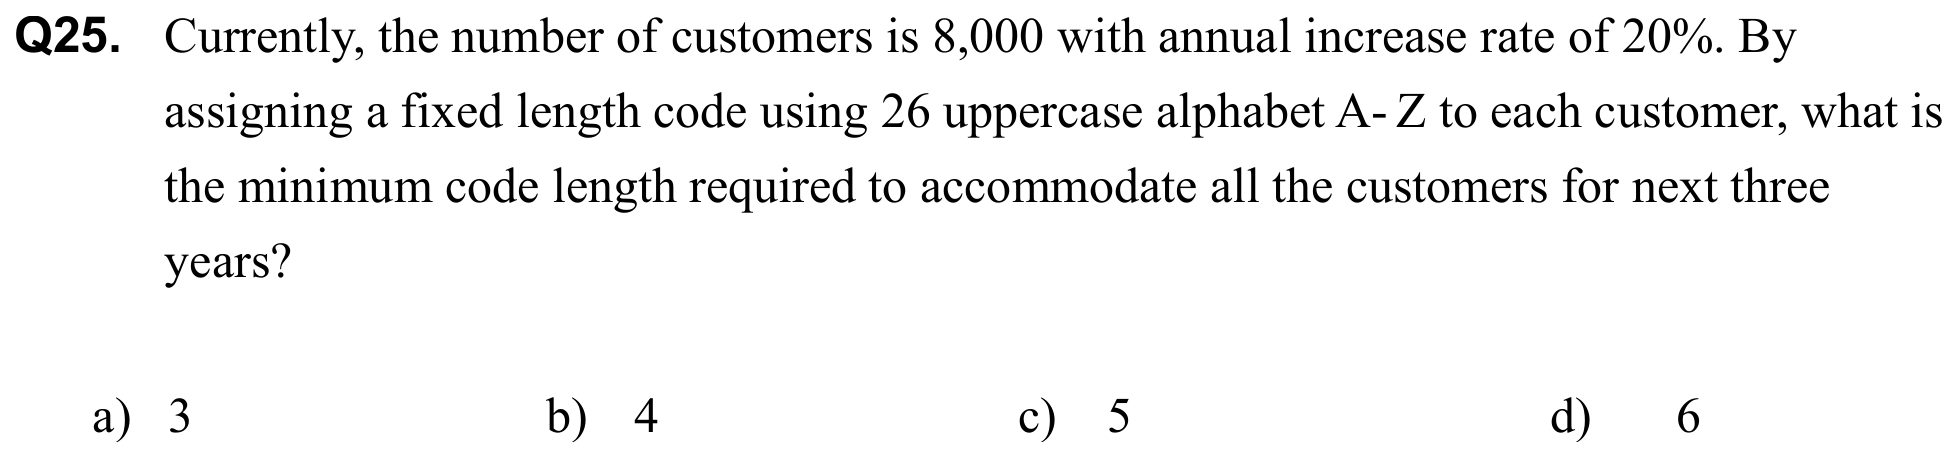 Q25. Currently, the number of customers is 8,000 with annual increase rate of 20%. By
assigning a fixed length code using 26 uppercase alphabet A- Z to each customer, what is
the minimum code length required to accommodate all the customers for next three
years?
a) 3 b) 4 c) 5 d) 6